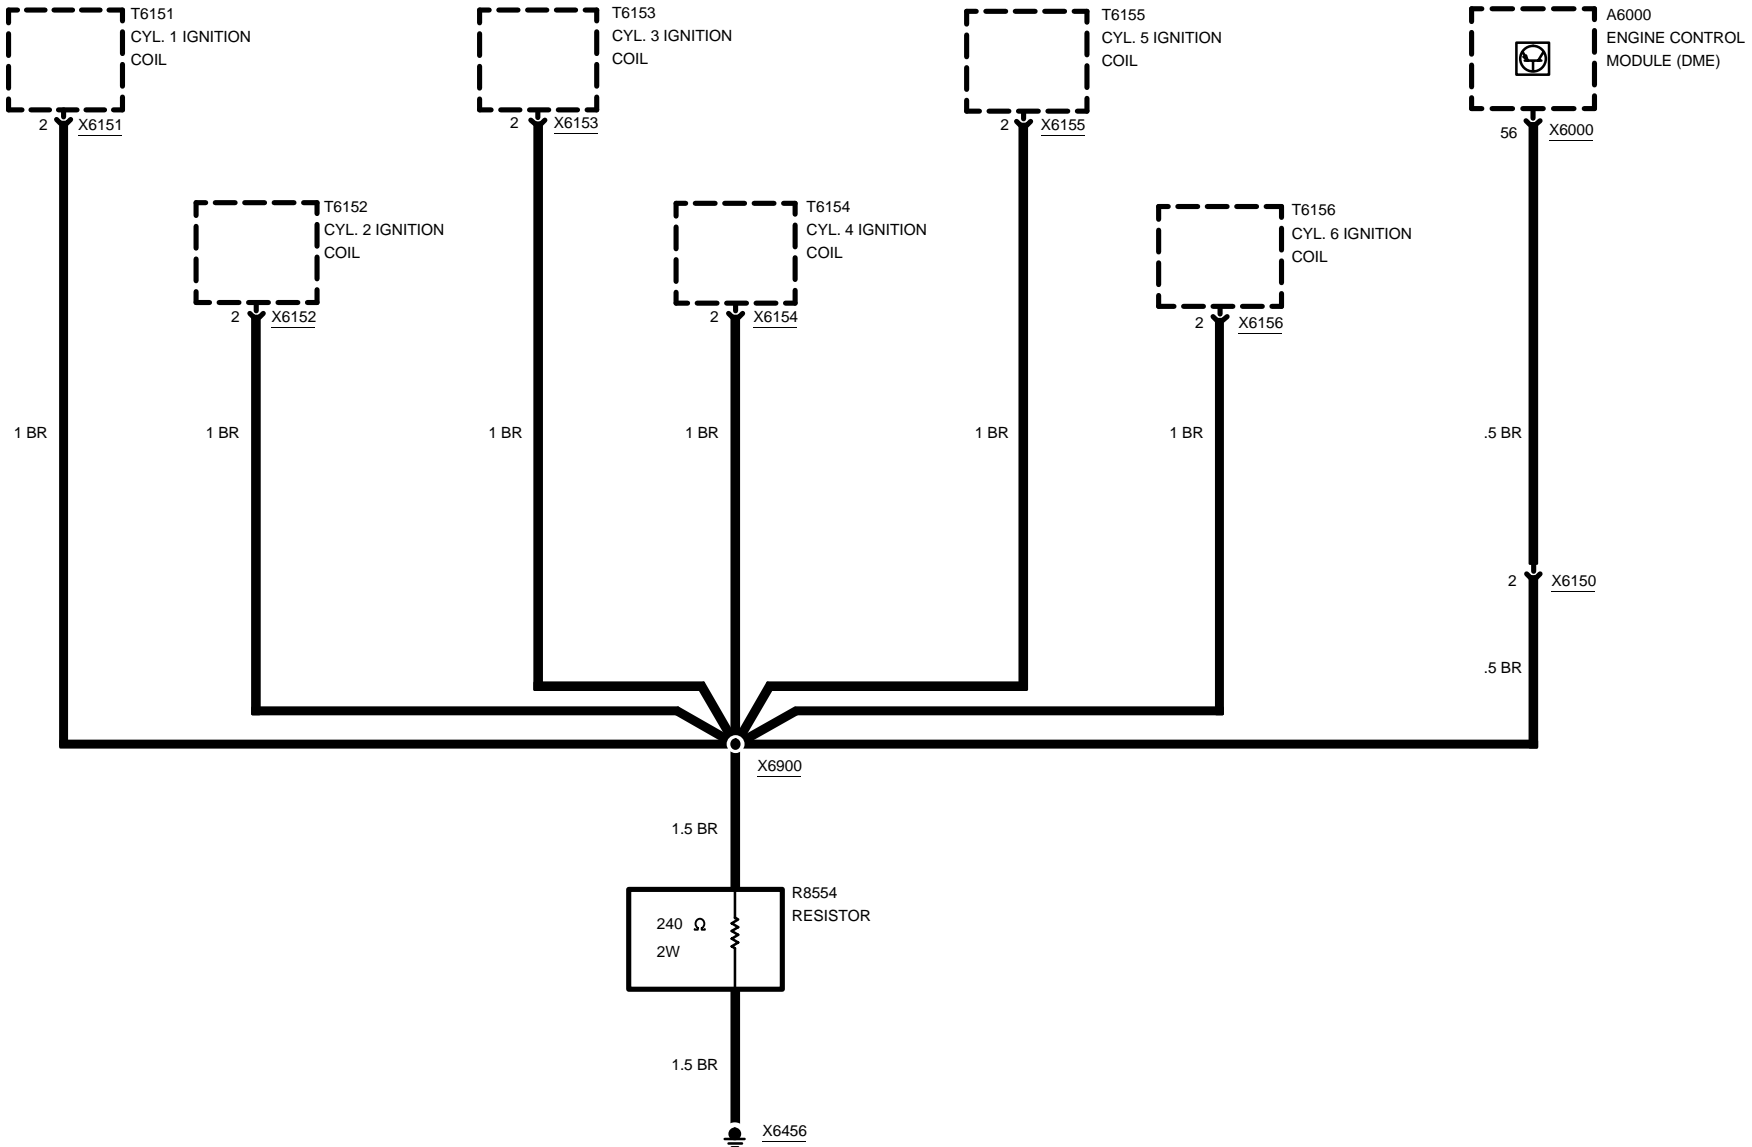 T6151
CYL. 1 IGNITION
COIL
2 X6151
T6153
CYL. 3 IGNITION
COIL
2 X6153
T6155
CYL. 5 IGNITION
COIL
2 X6155
A6000
ENGINE CONTROL
MODULE (DME)
56 X6000
T6152
CYL. 2 IGNITION
COIL
2 X6152
T6154
CYL. 4 IGNITION
COIL
2 X6154
T6156
CYL. 6 IGNITION
COIL
2 X6156
1 BR
1 BR
1 BR
1 BR
1 BR
1 BR
.5 BR
2 X6150
.5 BR
X6900
1.5 BR
R8554
RESISTOR
240 Ω
2W
1.5 BR
X6456